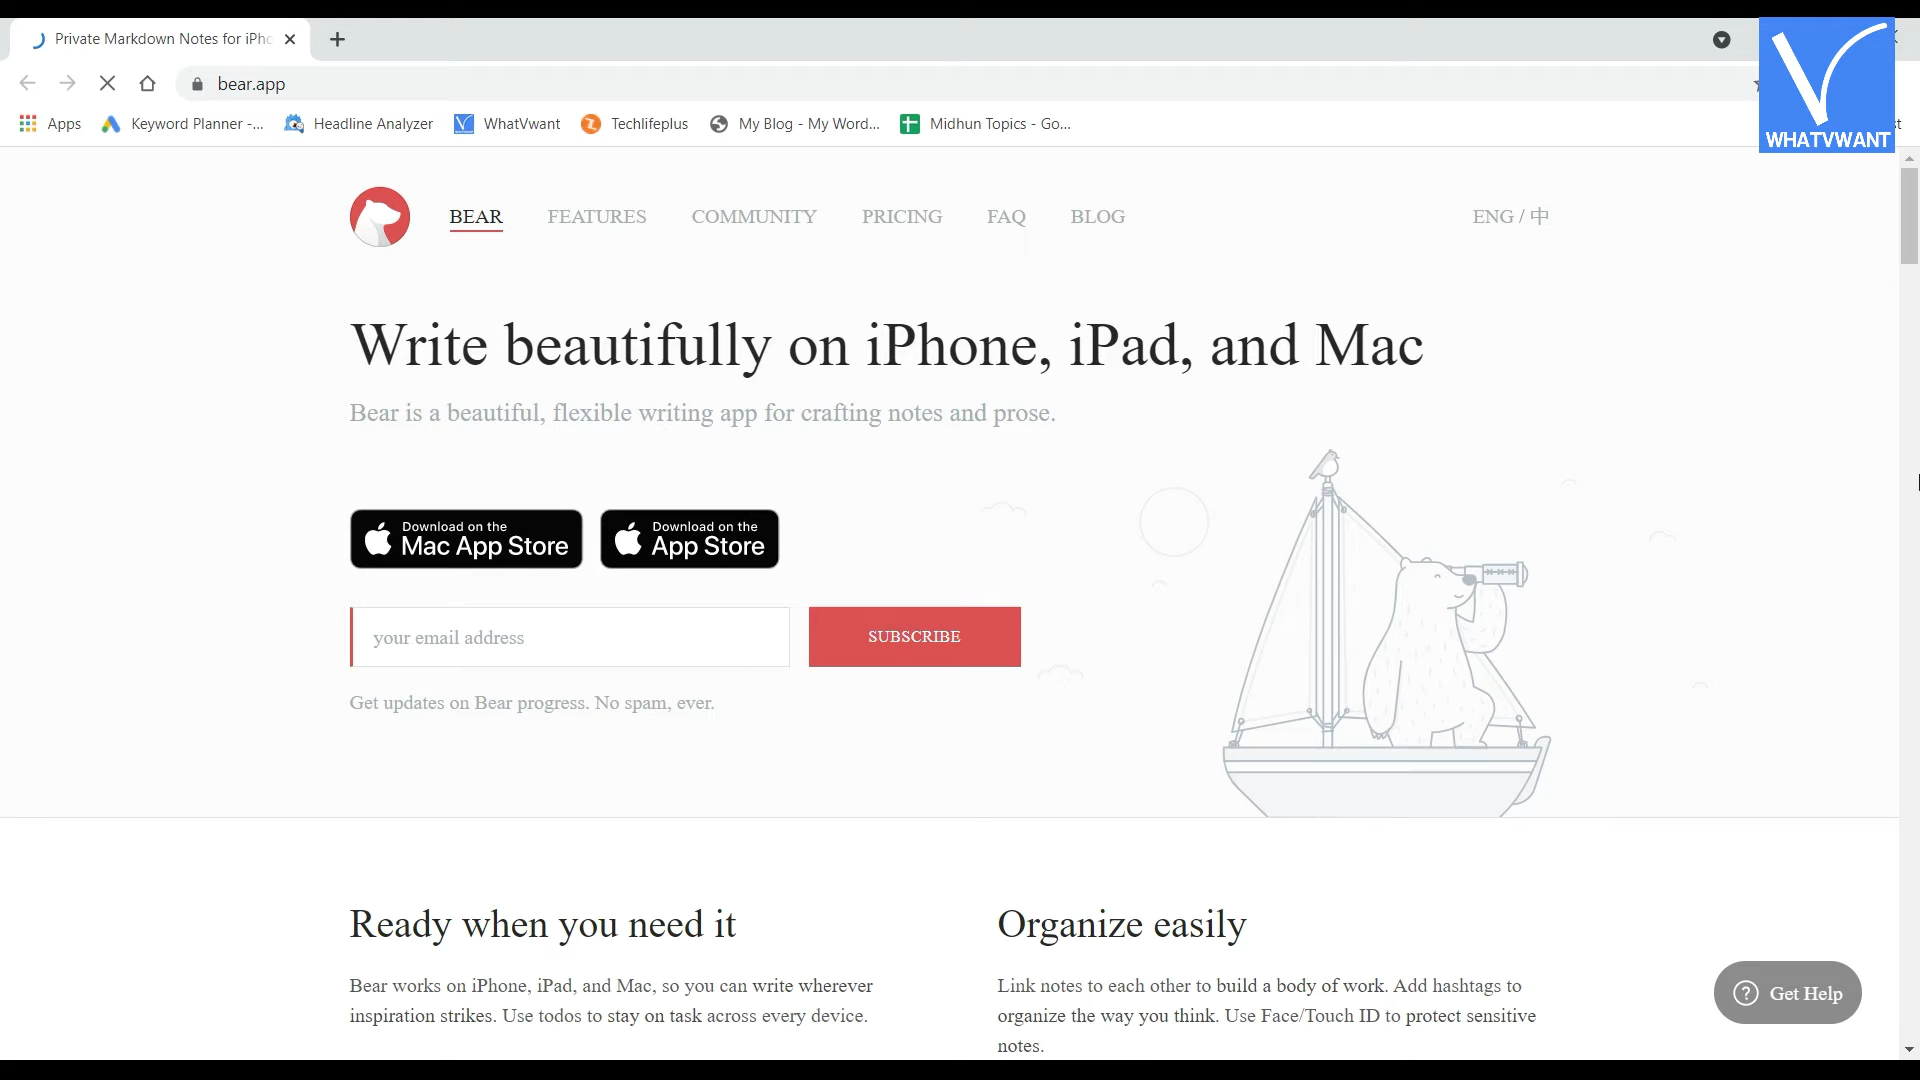 Private Markdown Notes for iPho
bear.app
Apps
Keyword Planner -...
Headline Analyzer
WhatVwant
Techlifeplus
My Blog - My Word...
Midhun Topics - Go...
WHATVWANT
BEAR
FEATURES
COMMUNITY
PRICING
FAQ
BLOG
ENG / 中
Write beautifully on iPhone, iPad, and Mac
Bear is a beautiful, flexible writing app for crafting notes and prose.
Download on the
Mac App Store
Download on the
App Store
your email address
SUBSCRIBE
Get updates on Bear progress. No spam, ever.
Ready when you need it
Bear works on iPhone, iPad, and Mac, so you can write wherever
inspiration strikes. Use todos to stay on task across every device.
Organize easily
Link notes to each other to build a body of work. Add hashtags to
organize the way you think. Use Face/Touch ID to protect sensitive
notes.
Get Help